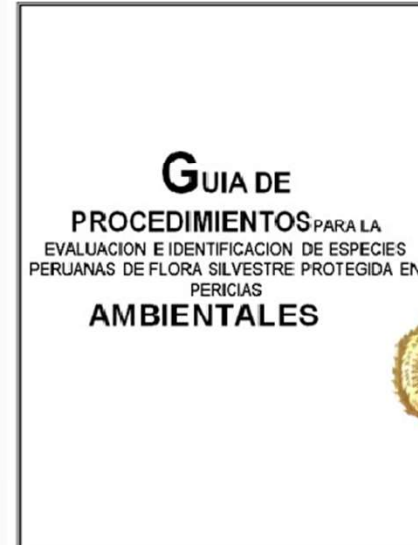 GUIA DE
PROCEDIMIENTOS PARA LA
EVALUACION E IDENTIFICACION DE ESPECIES
PERUANAS DE FLORA SILVESTRE PROTEGIDA EN
PERICIAS
AMBIENTALES